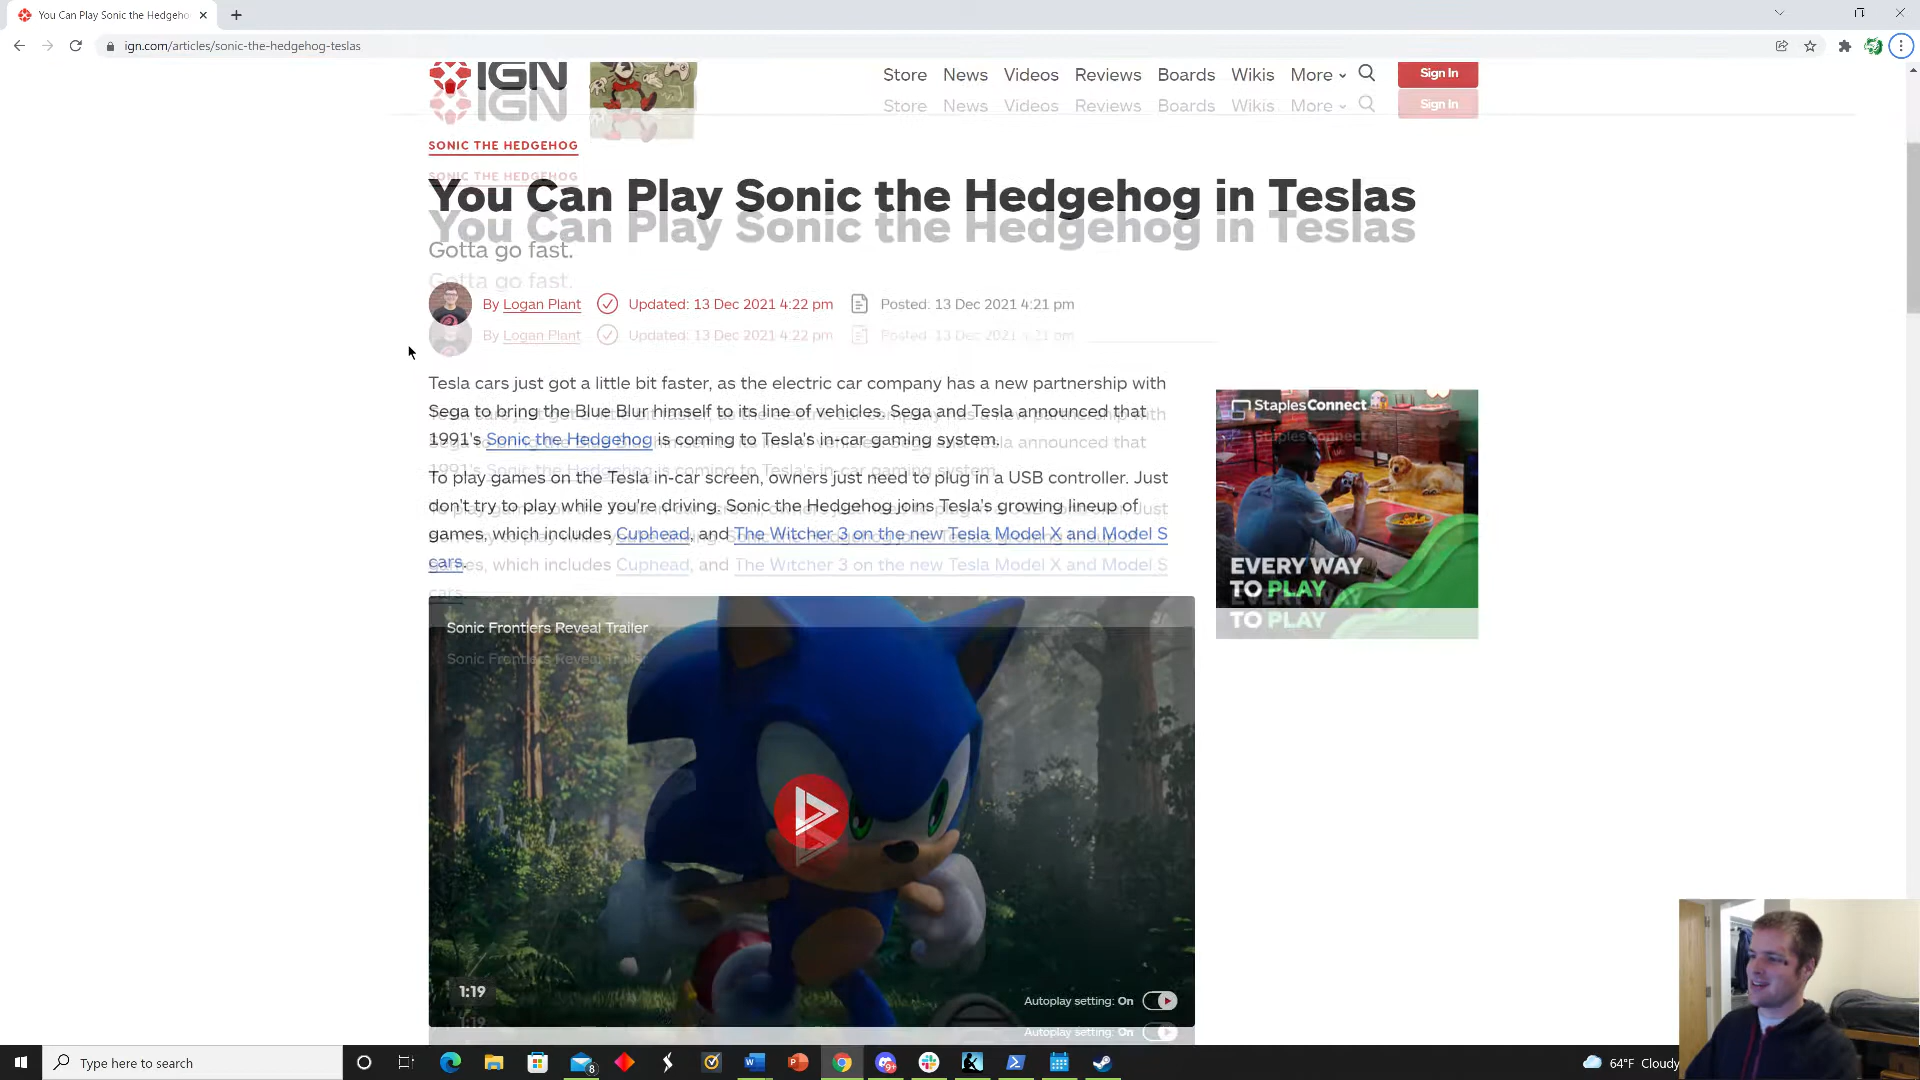 You Can Play Sonic the Hedgeho
ign.com/articles/sonic-the-hedgehog-teslas
IGN
Store News Videos Reviews Boards Wikis More
Sign In
IGN
Store News Videos Reviews Boards Wikis More
Sign In
SONIC THE HEDGEHOG
SONIC THE HEDGEHOG
You Can Play Sonic the Hedgehog in Teslas
You Can Play Sonic the Hedgehog in Teslas
Gotta go fast.
Gotta go fast.
By Logan Plant Updated: 13 Dec 2021 4:22 pm Posted: 13 Dec 2021 4:21 pm
By Logan Plant Updated: 13 Dec 2021 4:22 pm Posted: 13 Dec 2021 4:21 pm
Tesla cars just got a little bit faster, as the electric car company has a new partnership with
Sega to bring the Blue Blur himself to its line of vehicles. Sega and Tesla announced that
1991's Sonic the Hedgehog is coming to Tesla's in-car gaming system.
1991's Sonic the Hedgehog is coming to Tesla's in-car gaming system.
To play games on the Tesla in-car screen, owners just need to plug in a USB controller. Just
don't try to play while you're driving. Sonic the Hedgehog joins Tesla's growing lineup of
games, which includes Cuphead, and The Witcher 3 on the new Tesla Model X and Model S
cars.
games, which includes Cuphead, and The Witcher 3 on the new Tesla Model X and Model S
cars.
StaplesConnect
StaplesConnect
EVERY WAY
TO PLAY
EVERY WAY
TO PLAY
Sonic Frontiers Reveal Trailer
Sonic Frontiers Reveal Trailer
1:19
Autoplay setting: On
1:19
Autoplay setting: On
Type here to search
8
9+
64°F Cloudy